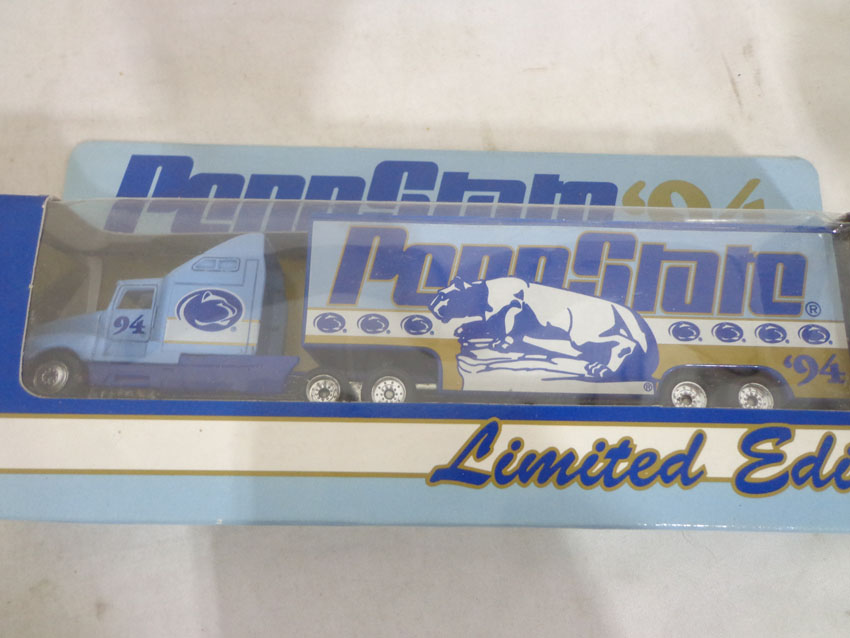 PennState '94
PennState®
94
'94
Limited Edi